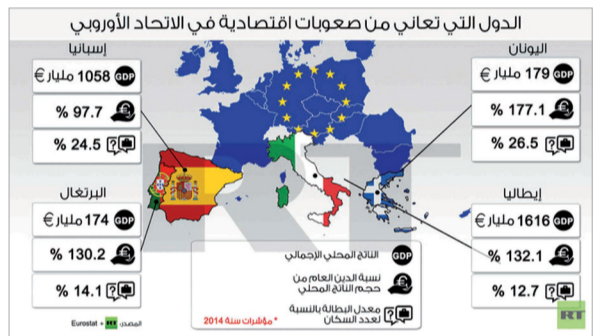 الدول التي تعاني من صعوبات اقتصادية في الاتحاد الأوروبي
اليونان
179 مليار € GDP
177.1 %
26.5 %
إسبانيا
1058 مليار € GDP
97.7 %
24.5 %
إيطاليا
1616 مليار € GDP
132.1 %
12.7 %
البرتغال
174 مليار € GDP
130.2 %
14.1 %
RT
GDP الناتج المحلي الإجمالي
نسبة الدين العام من
حجم الناتج المحلي
معدل البطالة بالنسبة
لعدد السكان
* مؤشرات سنة 2014
المصدر: Eurostat + RT
RT